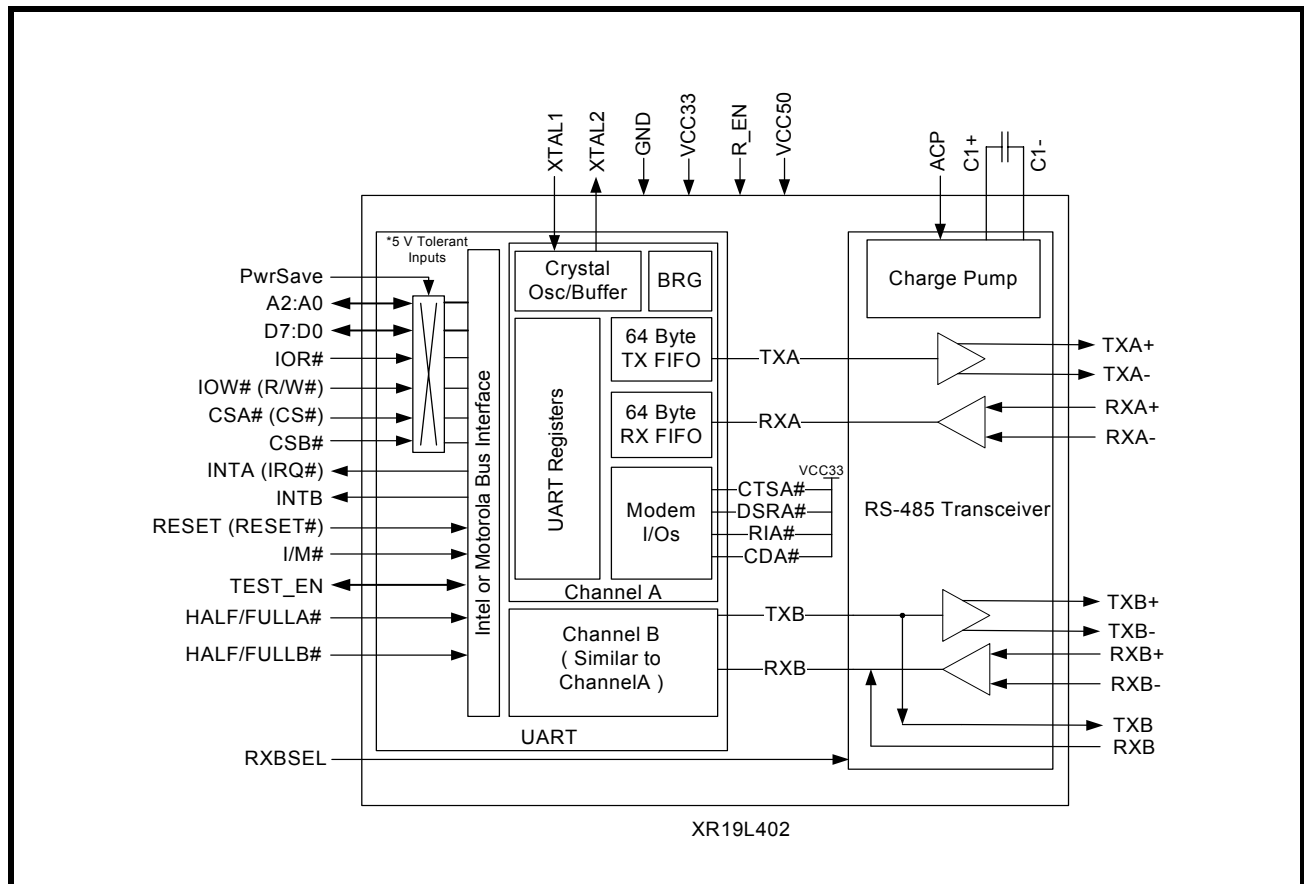 XTAL1
XTAL2
GND
VCC33
R_EN
VCC50
ACP
C1+
C1-
*5 V Tolerant
Inputs
PwrSave
A2:A0
D7:D0
IOR#
IOW# (R/W#)
CSA# (CS#)
CSB#
INTA (IRQ#)
INTB
RESET (RESET#)
I/M#
TEST_EN
HALF/FULLA#
HALF/FULLB#
RXBSEL
Intel or Motorola Bus Interface
Crystal
Osc/Buffer
BRG
UART Registers
64 Byte
TX FIFO
64 Byte
RX FIFO
Modem
I/Os
Channel A
Channel B
( Similar to
ChannelA )
UART
TXA
RXA
VCC33
CTSA#
DSRA#
RIA#
CDA#
TXB
RXB
Charge Pump
RS-485 Transceiver
TXA+
TXA-
RXA+
RXA-
TXB+
TXB-
RXB+
RXB-
TXB
RXB
XR19L402